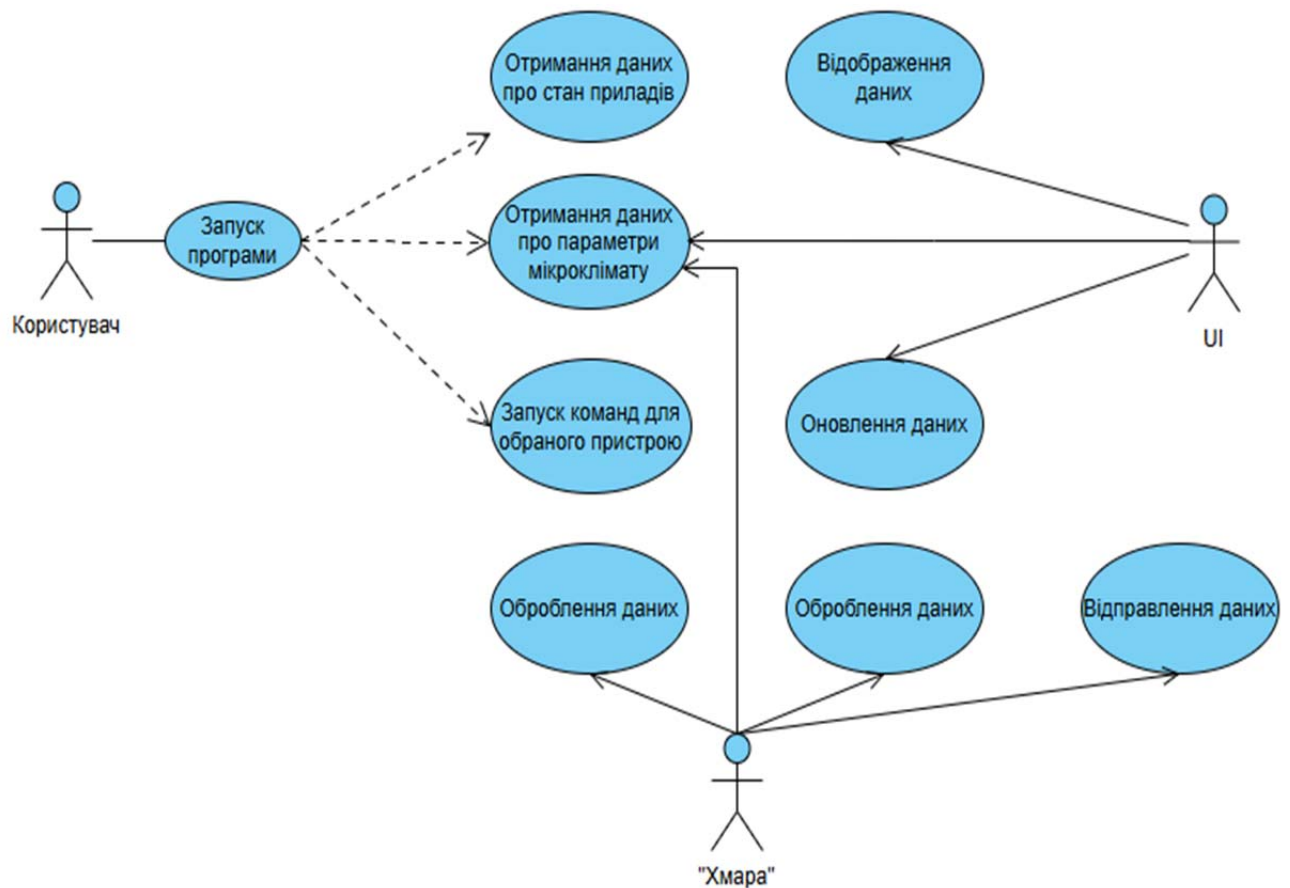 Отримання даних
про стан приладів
Відображення
даних
Запуск
програми
Отримання даних
про параметри
мікроклімату
Користувач
UI
Запуск команд для
обраного пристрою
Оновлення даних
Оброблення даних
Оброблення даних
Відправлення даних
"Хмара"